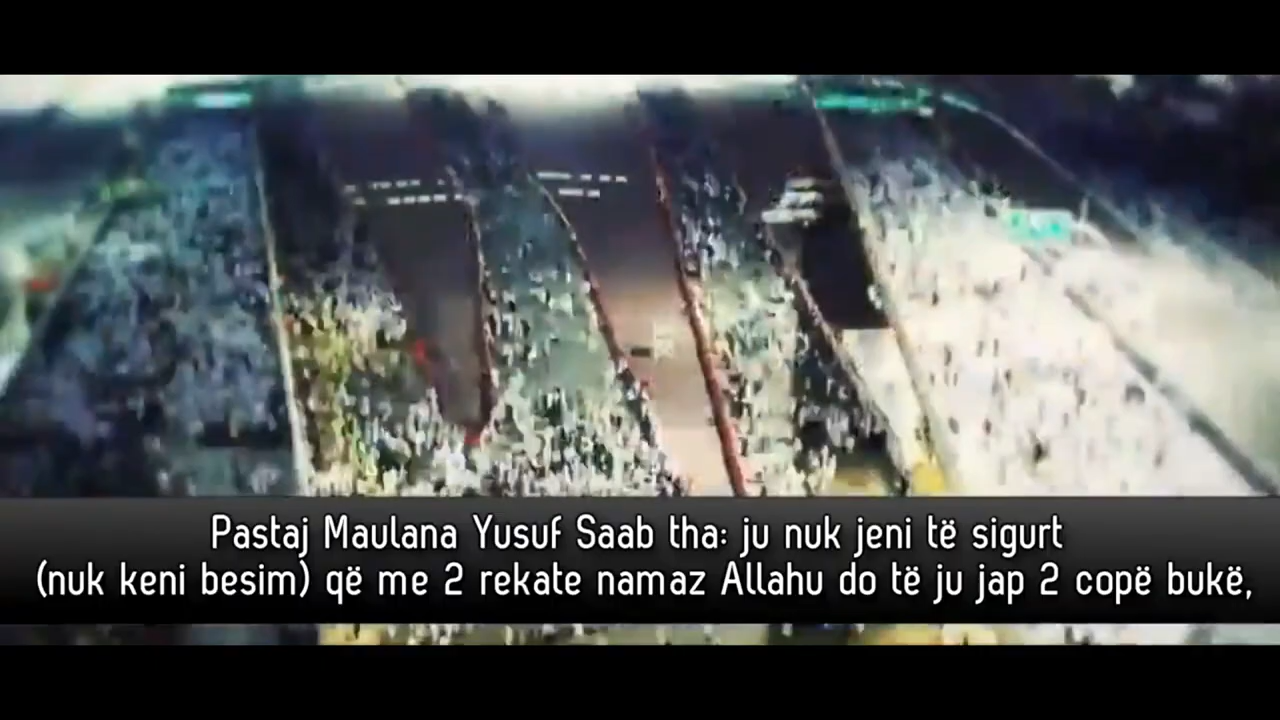 Pastaj Maulana Yusuf Saab tha: ju nuk jeni të sigurt
(nuk keni besim) që me 2 rekate namaz Allahu do të ju jap 2 copë bukë,